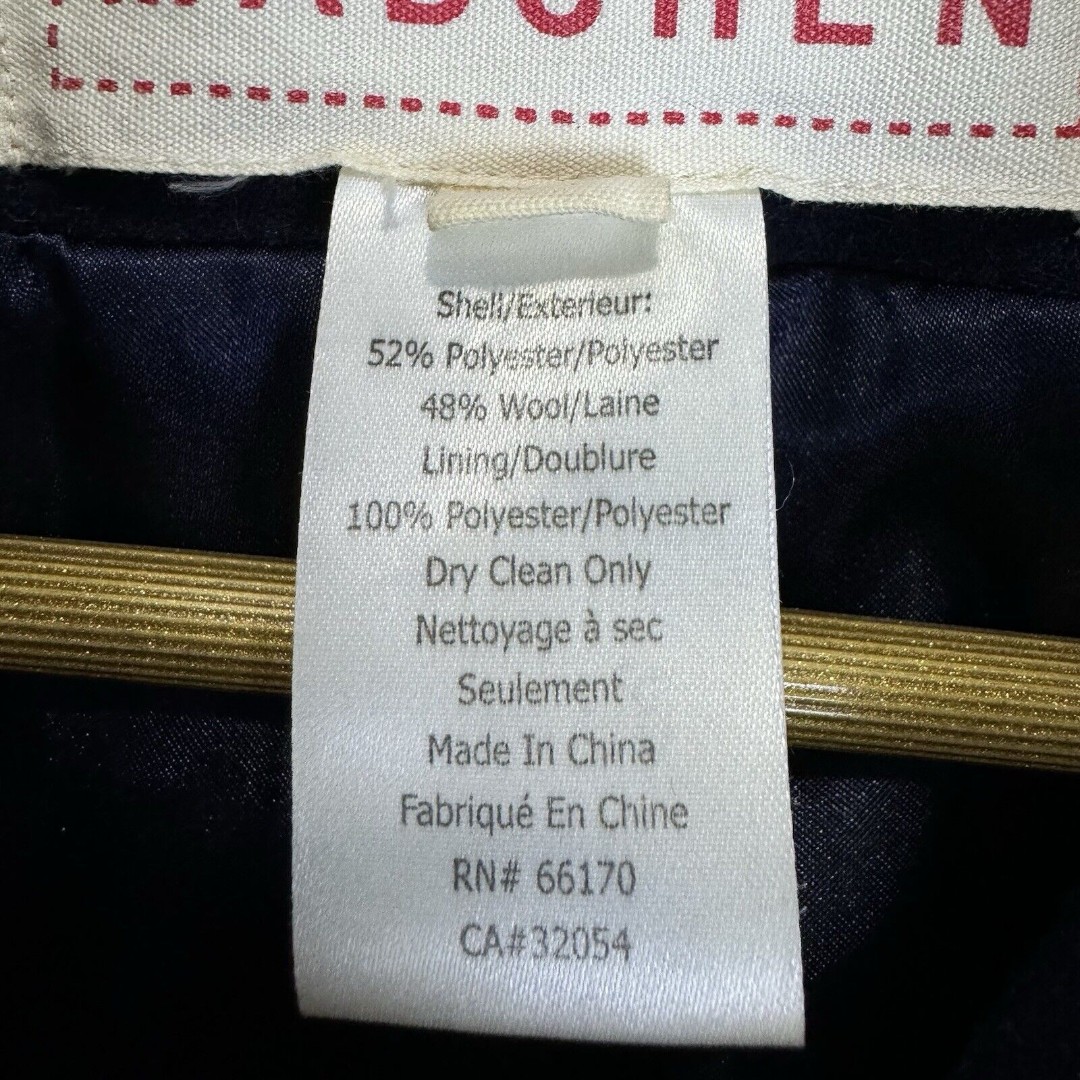 Shell/Exterieur:
52% Polyester/Polyester
48% Wool/Laine
Lining/Doublure
100% Polyester/Polyester
Dry Clean Only
Nettoyage à sec
Seulement
Made In China
Fabriqué En Chine
RN# 66170
CA#32054